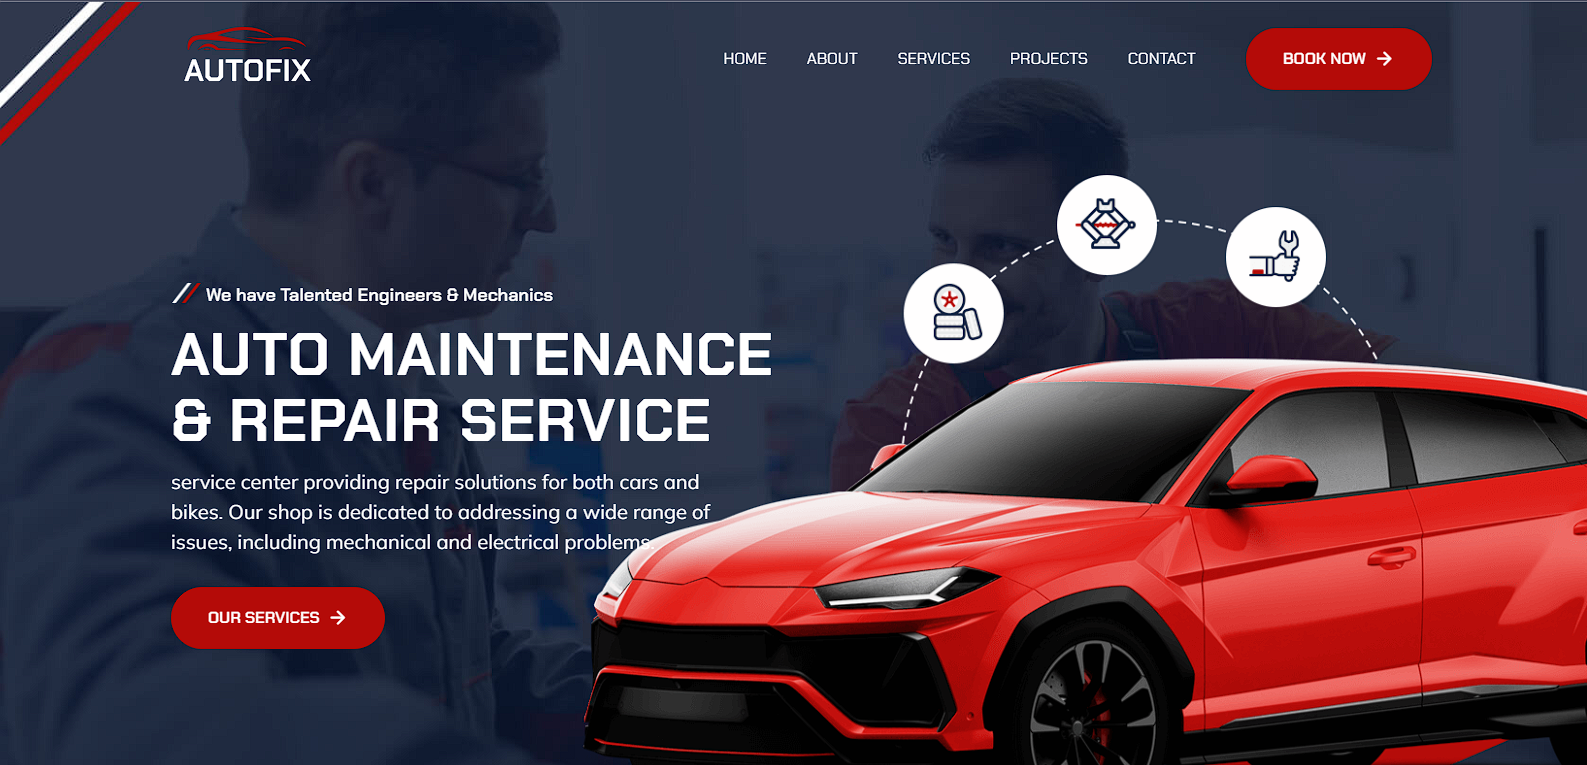 AUTOFIX
HOME ABOUT SERVICES PROJECTS CONTACT BOOK NOW
We have Talented Engineers & Mechanics
AUTO MAINTENANCE
& REPAIR SERVICE
service center providing repair solutions for both cars and
bikes. Our shop is dedicated to addressing a wide range of
issues, including mechanical and electrical problems.
OUR SERVICES